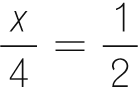 x/4 = 1/2